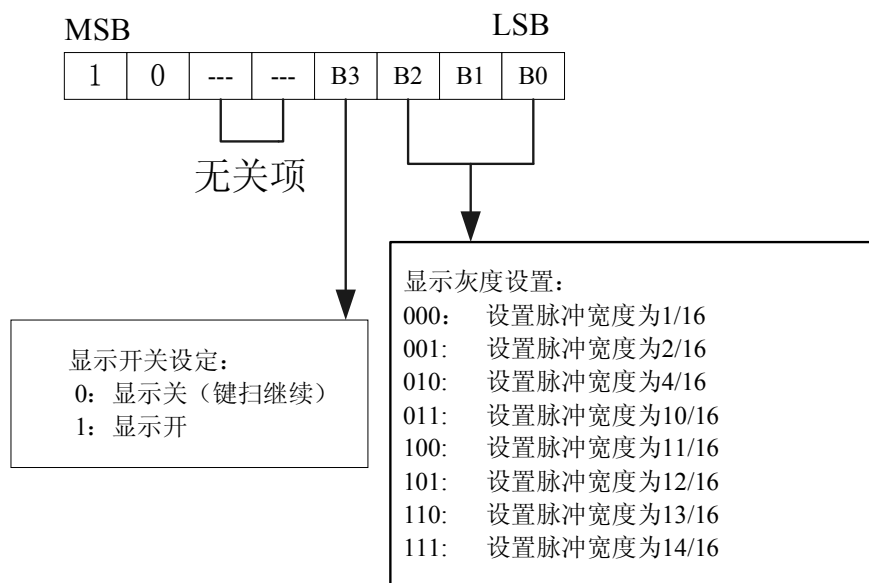 MSB LSB
1 0 --- --- B3 B2 B1 B0
无关项
显示灰度设置：
000： 设置脉冲宽度为1/16
001: 设置脉冲宽度为2/16
010: 设置脉冲宽度为4/16
011: 设置脉冲宽度为10/16
100: 设置脉冲宽度为11/16
101: 设置脉冲宽度为12/16
110: 设置脉冲宽度为13/16
111: 设置脉冲宽度为14/16
显示开关设定：
0：显示关（键扫继续）
1：显示开